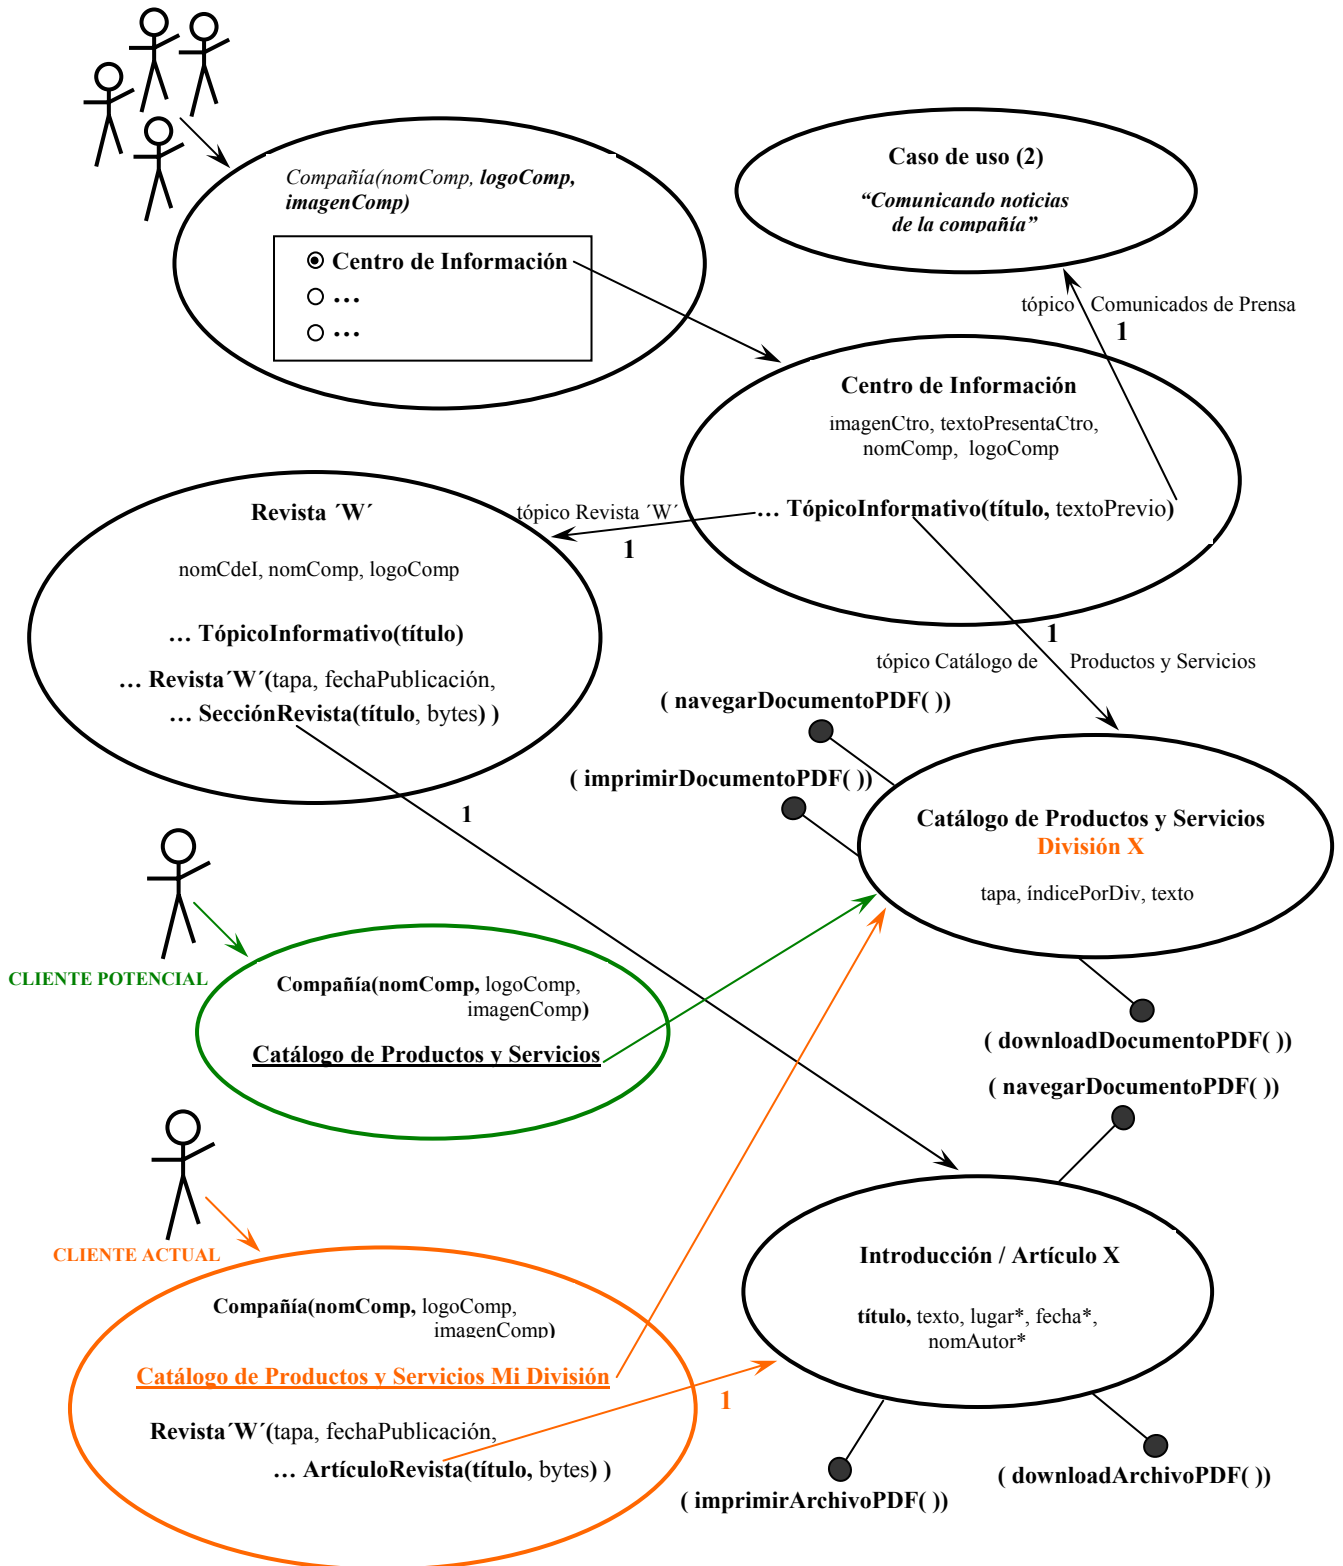 Compañía(nomComp, logoComp,
imagenComp)
Centro de Información
...
...
Caso de uso (2)
“Comunicando noticias
de la compañía”
tópico Comunicados de Prensa
1
Centro de Información
imagenCtro, textoPresentaCtro,
nomComp, logoComp
... TópicoInformativo(título, textoPrevio)
tópico Revista ´W´
1
Revista ´W´
nomCdeI, nomComp, logoComp
... TópicoInformativo(título)
... Revista´W´(tapa, fechaPublicación,
... SecciónRevista(título, bytes) )
1
1
tópico Catálogo de Productos y Servicios
( navegarDocumentoPDF( ))
( imprimirDocumentoPDF( ))
Catálogo de Productos y Servicios
División X
tapa, índicePorDiv, texto
( downloadDocumentoPDF( ))
CLIENTE POTENCIAL
Compañía(nomComp, logoComp,
imagenComp)
Catálogo de Productos y Servicios
( navegarDocumentoPDF( ))
CLIENTE ACTUAL
Compañía(nomComp, logoComp,
imagenComp)
Catálogo de Productos y Servicios Mi División
Revista´W´(tapa, fechaPublicación,
... ArtículoRevista(título, bytes) )
1
Introducción / Artículo X
título, texto, lugar*, fecha*,
nomAutor*
( downloadArchivoPDF( ))
( imprimirArchivoPDF( ))